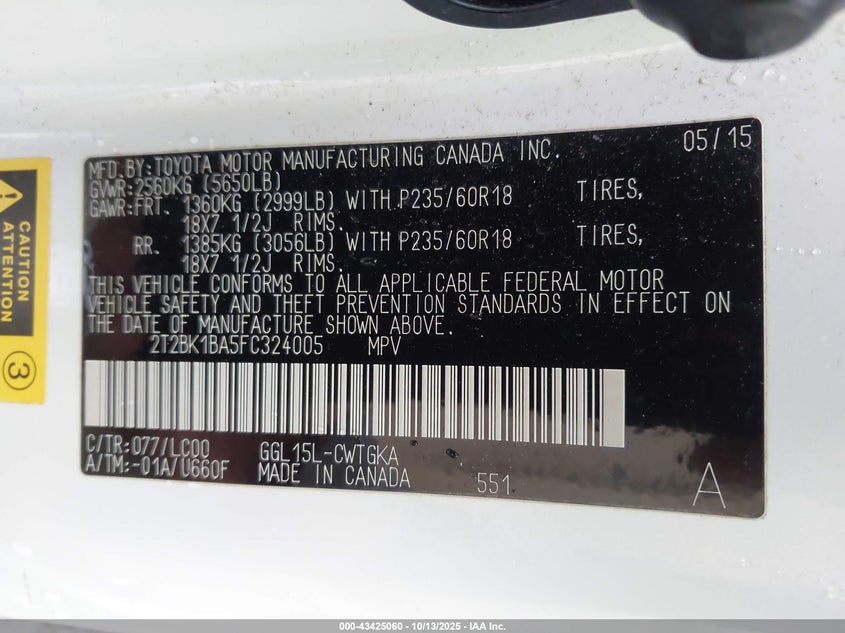 MFD.BY:TOYOTA MOTOR MANUFACTURING CANADA INC. 05/15
GVWR:2560KG (5650LB)
GAWR:FRT. 1360KG (2999LB) WITH P235/60R18 TIRES,
18X7 1/2J RIMS.
RR. 1385KG (3056LB) WITH P235/60R18 TIRES,
18X7 1/2J RIMS.
THIS VEHICLE CONFORMS TO ALL APPLICABLE FEDERAL MOTOR
VEHICLE SAFETY AND THEFT PREVENTION STANDARDS IN EFFECT ON
THE DATE OF MANUFACTURE SHOWN ABOVE.
2T2BK1BA5FC324005 MPV
C/TR:077/LC00 GGL15L-CWTGKA
A/TM:-01A/U660F MADE IN CANADA 551 A
CAUTION
ATTENTION
3
000-43425060 - 10/13/2025 - IAA Inc.